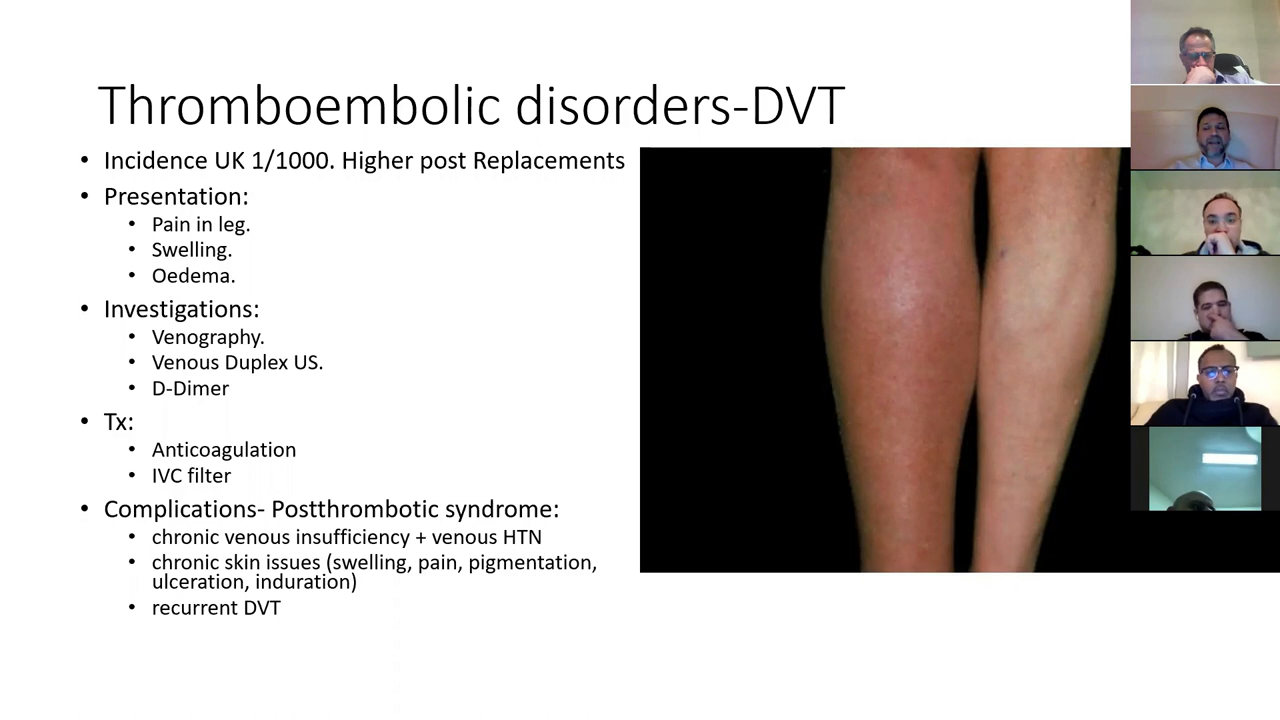 Thromboembolic disorders-DVT
• Incidence UK 1/1000. Higher post Replacements
• Presentation:
• Pain in leg.
• Swelling.
• Oedema.
• Investigations:
• Venography.
• Venous Duplex US.
• D-Dimer
• Tx:
• Anticoagulation
• IVC filter
• Complications- Postthrombotic syndrome:
• chronic venous insufficiency + venous HTN
• chronic skin issues (swelling, pain, pigmentation,
ulceration, induration)
• recurrent DVT